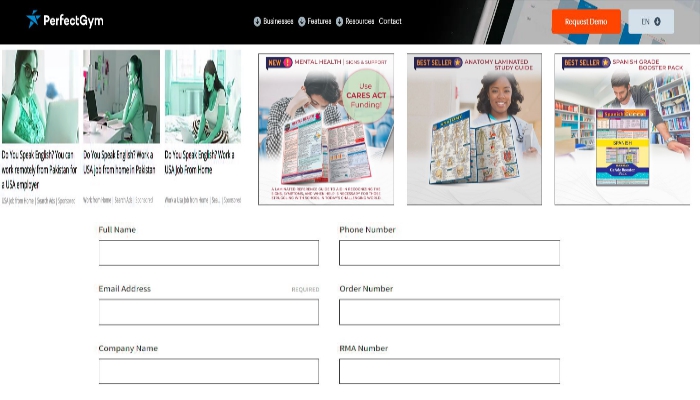 PerfectGym
Businesses Features Resources Contact
Request Demo
EN
Do You Speak English? You can
work remotely from Pakistan for
a USA employer
USA Job from Home | Search Ads | Sponsored
Do You Speak English? Work a
USA job from home in Pakistan
Work from Home | Search Ads | Sponsored
Do You Speak English? Work a
USA Job From Home
Work a Usa job from Home | Sea... | Sponsored
NEW ! MENTAL HEALTH | SIGNS & SUPPORT
Use
CARES ACT
Funding!
BEST SELLER ANATOMY LAMINATED
STUDY GUIDE
ANATOMY
BEST SELLER SPANISH GRADE
BOOSTER PACK
SPANISH
Full Name
Phone Number
Email Address REQUIRED
Order Number
Company Name
RMA Number